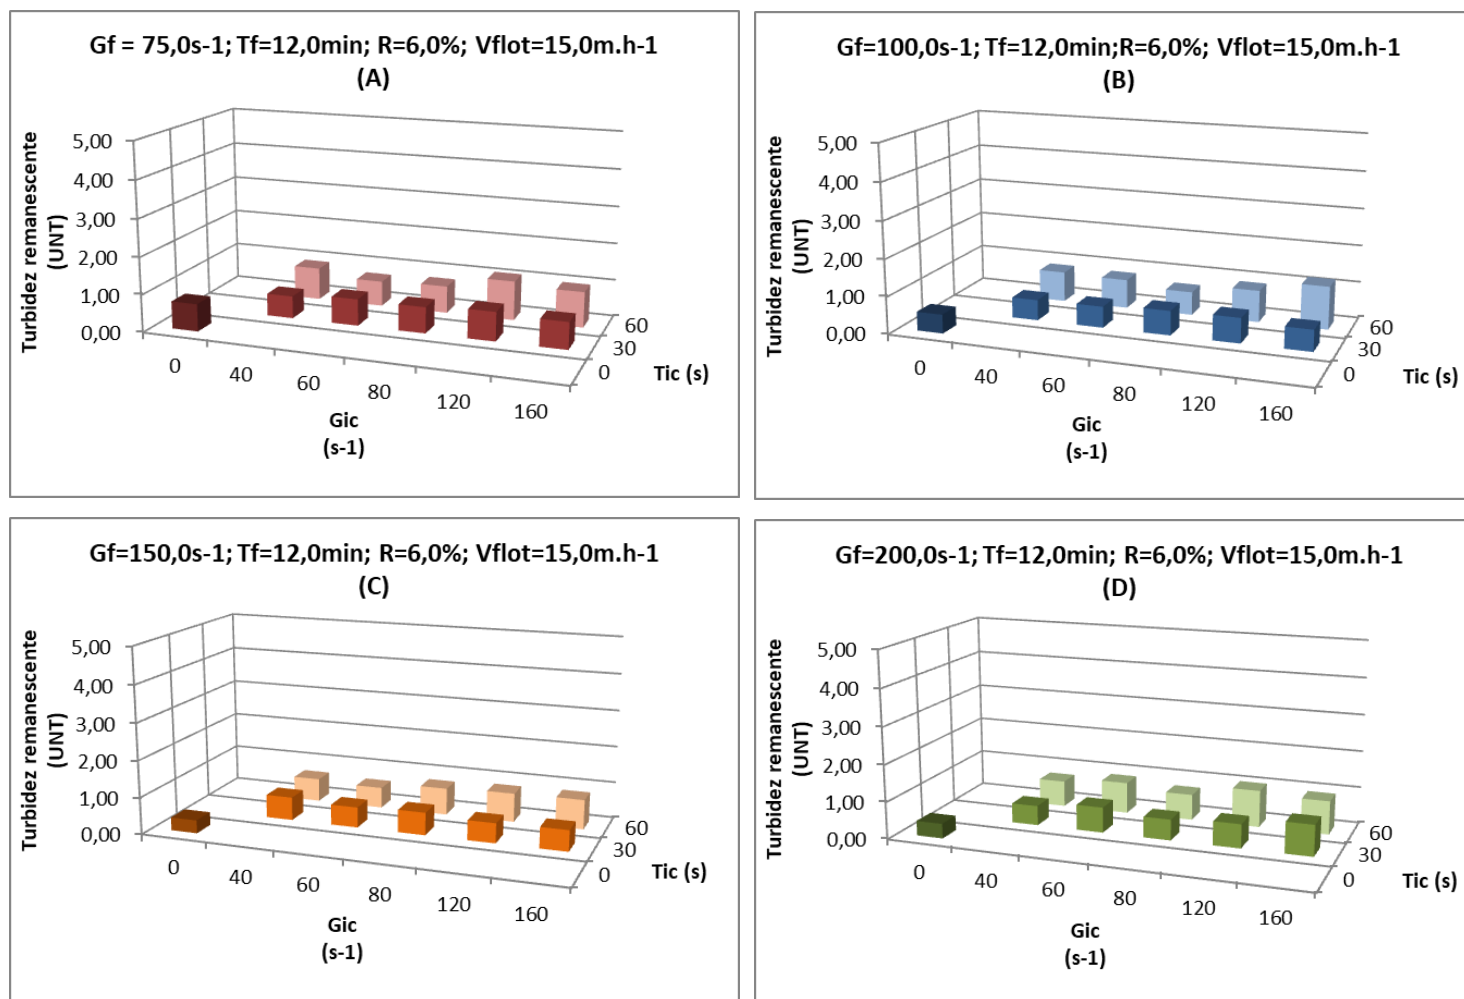 Gf = 75,0s-1; Tf=12,0min; R=6,0%; Vflot=15,0m.h-1
(A)
Turbidez remanescente
(UNT)
5,00
4,00
3,00
2,00
1,00
0,00
0
40
60
80
120
160
Gic
(s-1)
60
30
0
Tic (s)
Gf=100,0s-1; Tf=12,0min;R=6,0%; Vflot=15,0m.h-1
(B)
Turbidez remanescente
(UNT)
5,00
4,00
3,00
2,00
1,00
0,00
0
40
60
80
120
160
Gic
(s-1)
60
30
0
Tic (s)
Gf=150,0s-1; Tf=12,0min; R=6,0%; Vflot=15,0m.h-1
(C)
Turbidez remanescente
(UNT)
5,00
4,00
3,00
2,00
1,00
0,00
0
40
60
80
120
160
Gic
(s-1)
60
30
0
Tic (s)
Gf=200,0s-1; Tf=12,0min; R=6,0%; Vflot=15,0m.h-1
(D)
Turbidez remanescente
(UNT)
5,00
4,00
3,00
2,00
1,00
0,00
0
40
60
80
120
160
Gic
(s-1)
60
30
0
Tic (s)